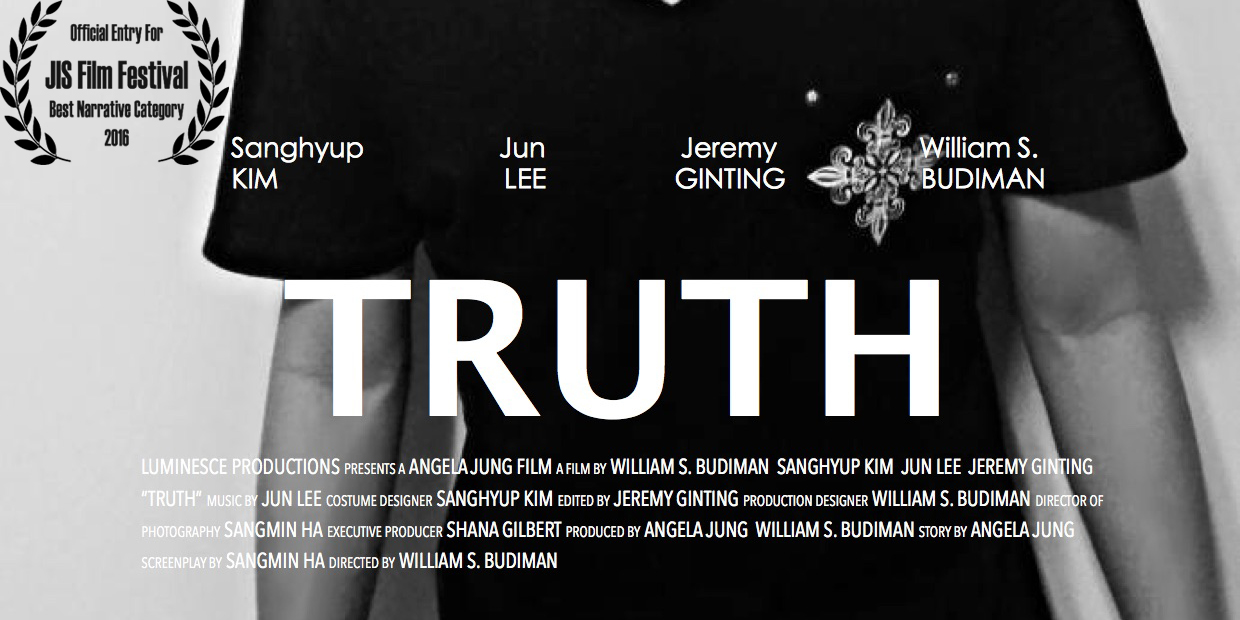 Official Entry For
JIS Film Festival
Best Narrative Category
2016
Sanghyup Jun Jeremy William S.
KIM LEE GINTING BUDIMAN
TRUTH
LUMINESCE PRODUCTIONS PRESENTS A ANGELA JUNG FILM A FILM BY WILLIAM S. BUDIMAN SANGHYUP KIM JUN LEE JEREMY GINTING
"TRUTH" MUSIC BY JUN LEE COSTUME DESIGNER SANGHYUP KIM EDITED BY JEREMY GINTING PRODUCTION DESIGNER WILLIAM S. BUDIMAN DIRECTOR OF
PHOTOGRAPHY SANGMIN HA EXECUTIVE PRODUCER SHANA GILBERT PRODUCED BY ANGELA JUNG WILLIAM S. BUDIMAN STORY BY ANGELA JUNG
SCREENPLAY BY SANGMIN HA DIRECTED BY WILLIAM S. BUDIMAN